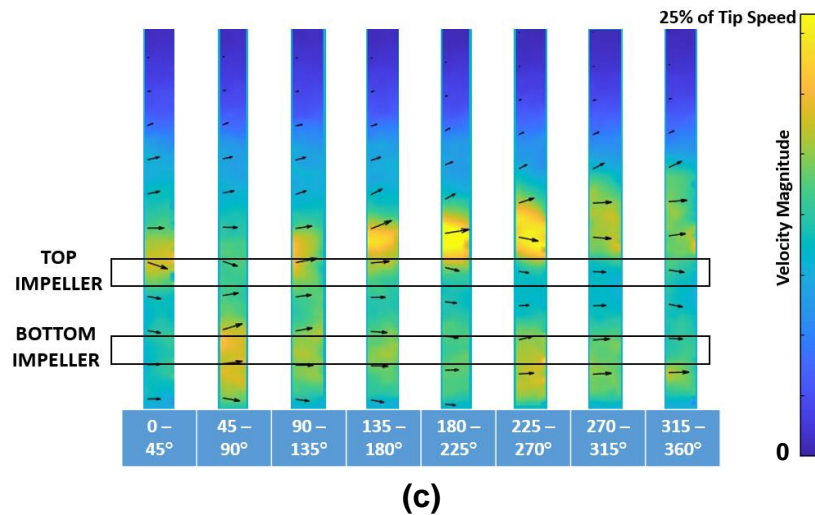 25% of Tip Speed
Velocity Magnitude
0
TOP
IMPELLER
BOTTOM
IMPELLER
0 – 45 – 90 – 135 – 180 – 225 – 270 – 315 –
45° 90° 135° 180° 225° 270° 315° 360°
(c)